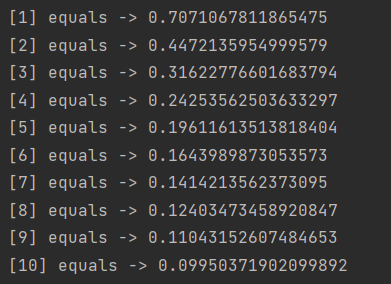 [1] equals -> 0.7071067811865475
[2] equals -> 0.4472135954999579
[3] equals -> 0.31622776601683794
[4] equals -> 0.24253562503633297
[5] equals -> 0.19611613513818404
[6] equals -> 0.1643989873053573
[7] equals -> 0.1414213562373095
[8] equals -> 0.12403473458920847
[9] equals -> 0.11043152607484653
[10] equals -> 0.09950371902099892